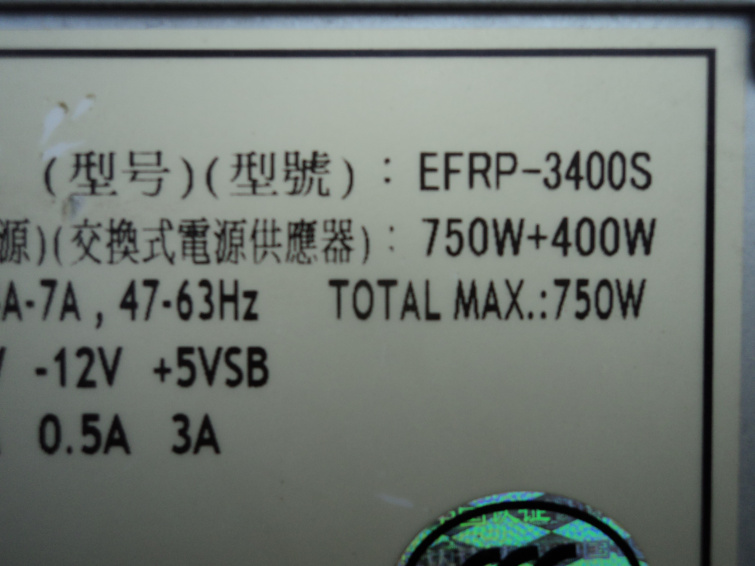 (型号)(型號) : EFRP-3400S
源)(交換式電源供應器) : 750W+400W
A-7A , 47-63Hz TOTAL MAX.:750W
-12V +5VSB
0.5A 3A
CCC